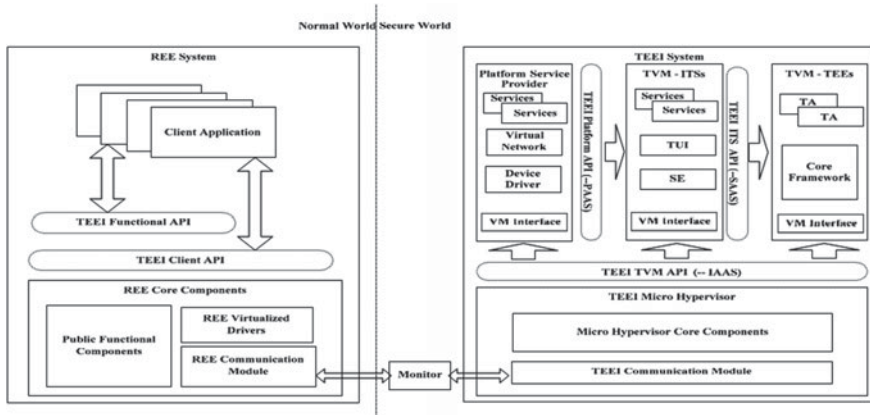 Normal World Secure World
REE System
Client Application
TEEI Functional API
TEEI Client API
REE Core Components
Public Functional
Components
REE Virtualized
Drivers
REE Communication
Module
Monitor
TEEI System
Platform Service
Provider
Services
Services
Virtual
Network
Device
Driver
VM Interface
TEEI Platform API (--PAAS)
TVM - ITSs
Services
Services
TUI
SE
VM Interface
TEEI ITS API (--SAAS)
TVM - TEEs
TA
TA
Core
Framework
VM Interface
TEEI TVM API (-- IAAS)
TEEI Micro Hypervisor
Micro Hypervisor Core Components
TEEI Communication Module